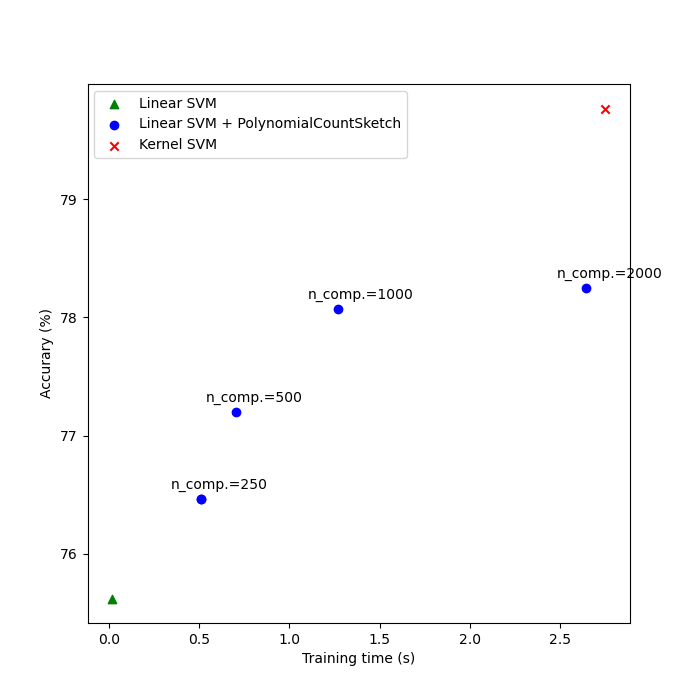 Linear SVM
Linear SVM + PolynomialCountSketch
Kernel SVM
79
78
77
76
n_comp.=2000
n_comp.=1000
n_comp.=500
n_comp.=250
Accurary (%)
0.0 0.5 1.0 1.5 2.0 2.5
Training time (s)